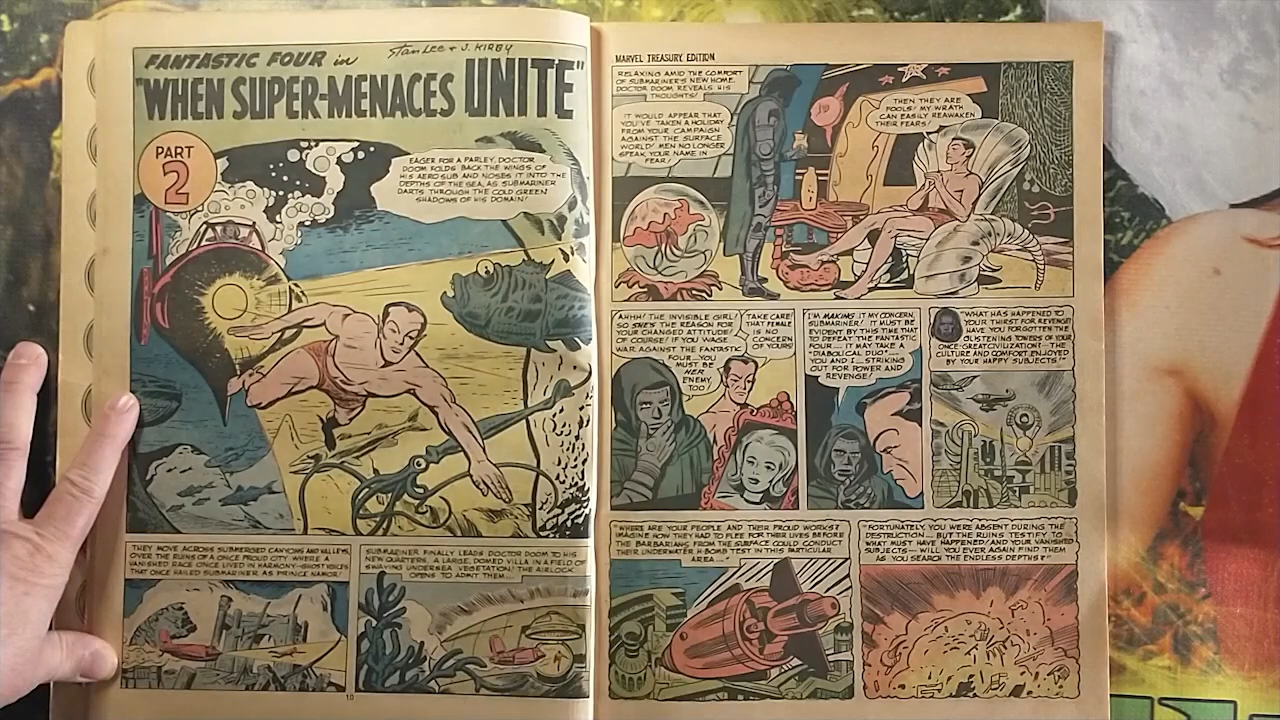 FANTASTIC FOUR in
Stan Lee + J. KIRBY
"WHEN SUPER-MENACES UNITE"
PART
2
EAGER FOR A PARLEY, DOCTOR
DOOM FOLDS BACK THE WINGS OF
HIS AERO SUB AND NOSES IT INTO THE
DEPTHS OF THE SEA, AS SUBMARINER
DARTS THROUGH THE COLD GREEN
SHADOWS OF HIS DOMAIN!
THEY MOVE ACROSS SUBMERGED CANYONS AND VALLEYS,
OVER THE RUINS OF A ONCE PROUD CITY WHERE A
VANISHED RACE ONCE LIVED IN HARMONY--GHOST VOICES
THAT ONCE HAILED SUBMARINER AS PRINCE NAMOR!
SUBMARINER FINALLY LEADS DOCTOR DOOM TO HIS
NEW QUARTERS, A LARGE, DOMED VILLA IN A FIELD OF
SWAYING UNDERSEA VEGETATION! THE AIRLOCK
OPENS TO ADMIT THEM...
10
MARVEL TREASURY EDITION
RELAXING AMID THE COMFORT
OF SUBMARINER'S NEW HOME,
DOCTOR DOOM REVEALS HIS
THOUGHTS!
IT WOULD APPEAR THAT
YOU'VE TAKEN A HOLIDAY
FROM YOUR CAMPAIGN
AGAINST THE SURFACE
WORLD! MEN NO LONGER
SPEAK YOUR NAME IN
FEAR!
THEN THEY ARE
FOOLS! MY WRATH
CAN EASILY REAWAKEN
THEIR FEARS!
AHHH! THE INVISIBLE GIRL!
SO SHE'S THE REASON FOR
YOUR CHANGED ATTITUDE!
OF COURSE! IF YOU WAGE
WAR AGAINST THE FANTASTIC
FOUR...YOU
MUST BE
HER
ENEMY,
TOO!
TAKE CARE!
THAT FEMALE
IS NO
CONCERN
OF YOURS!
I'M MAKING IT MY CONCERN,
SUBMARINER! IT MUST BE
EVIDENT BY THIS TIME THAT
TO DEFEAT THE FANTASTIC
FOUR.... IT MAY TAKE A
"DIABOLICAL DUO"....
YOU AND I... STRIKING
OUT FOR POWER AND
REVENGE!
"WHAT HAS HAPPENED TO
YOUR THIRST FOR REVENGE!
HAVE YOU FORGOTTEN THE
GLISTENING TOWERS OF YOUR
ONCE-GREAT CIVILIZATION--THE
CULTURE AND COMFORT ENJOYED
BY YOUR HAPPY SUBJECTS!"
"WHERE ARE YOUR PEOPLE AND THEIR PROUD WORKS?
IMAGINE HOW THEY HAD TO FLEE FOR THEIR LIVES BEFORE
THE BARBARIANS FROM THE SURFACE COULD CONDUCT
THEIR UNDERWATER H-BOMB TEST IN THIS PARTICULAR
AREA..."
"FORTUNATELY, YOU WERE ABSENT DURING THE
DESTRUCTION... BUT THE RUINS TESTIFY TO
WHAT MUST HAVE HAPPENED! AND YOUR VANISHED
SUBJECTS-- WILL YOU EVER AGAIN FIND THEM
AS YOU SEARCH THE ENDLESS DEPTHS?"